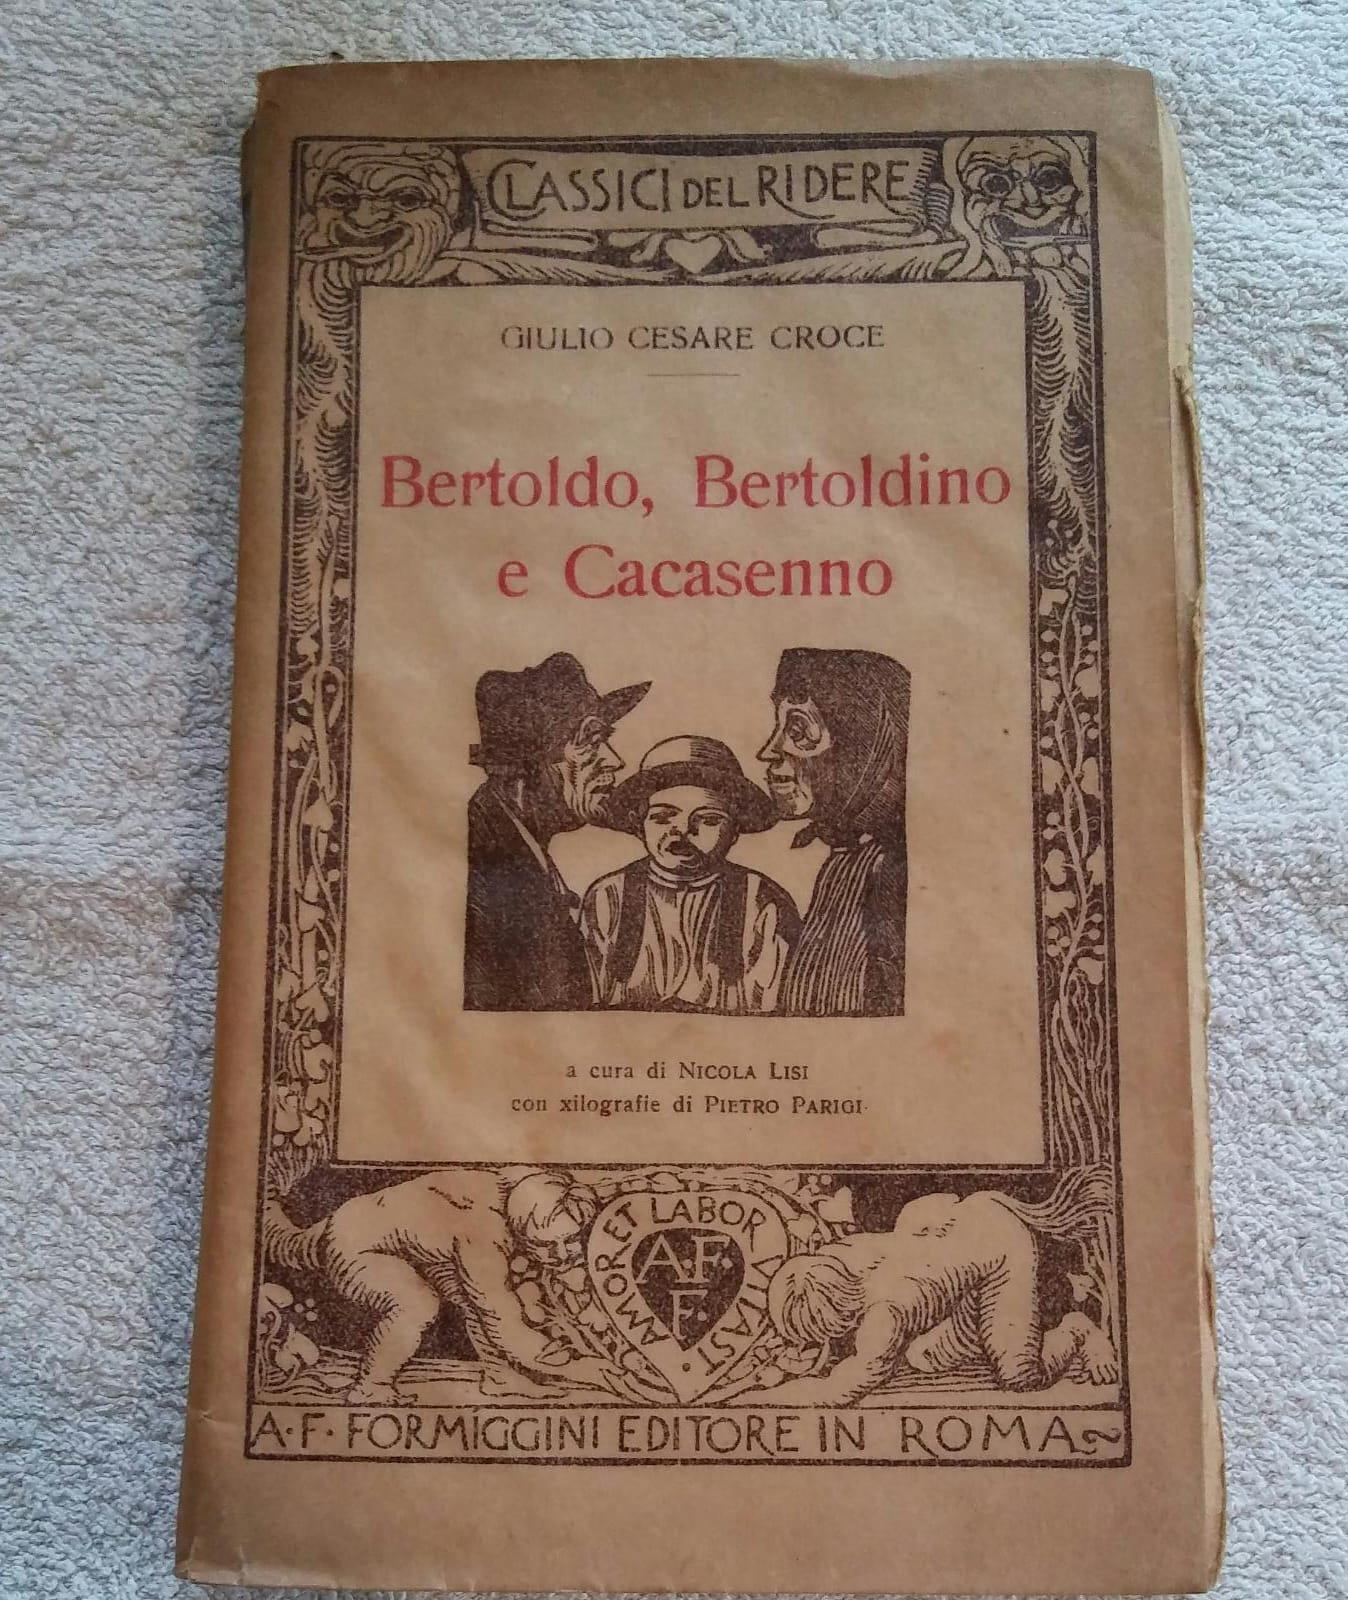 CLASSICI DEL RIDERE
GIULIO CESARE CROCE
Bertoldo, Bertoldino
e Cacasenno
a cura di NICOLA LISI
con xilografie di PIETRO PARIGI.
AMOR ET LABOR VITAST.
A.F.
F.
A.F. FORMÍGGINI EDITORE IN ROMA